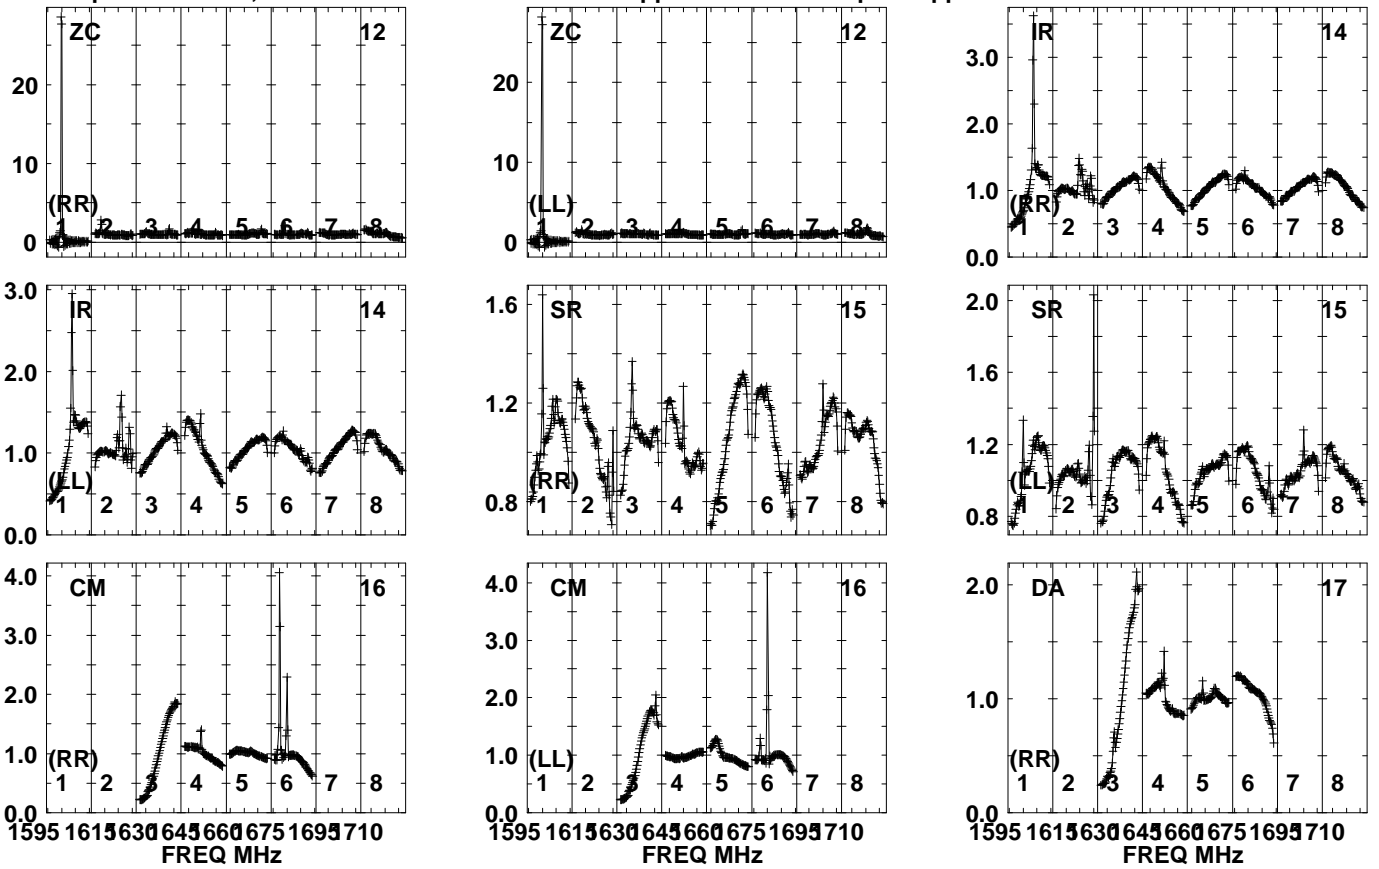 ZC 12 ZC 12 IR 14
20 20 3.0
2.0
10 10
(RR) (LL) 1.0 (RR)
1 2 3 4 5 6 7 8 1 2 3 4 5 6 7 8 1 2 3 4 5 6 7 8
0 0 0.0
3.0 IR 14 1.6 SR 15 2.0 SR 15
2.0 1.6
1.2 1.2
1.0
(LL) (RR) (LL)
1 2 3 4 5 6 7 8 0.8 1 2 3 4 5 6 7 8 0.8 1 2 3 4 5 6 7 8
0.0
4.0 CM 16 4.0 CM 16 2.0 DA 17
3.0 3.0
2.0 2.0 1.0
1.0 (RR) 1.0 (LL) (RR)
1 2 3 4 5 6 7 8 1 2 3 4 5 6 7 8 1 2 3 4 5 6 7 8
0.0 0.0 0.0
1595 1615 1630 1645 1660 1675 1695 1710 1595 1615 1630 1645 1660 1675 1695 1710 1595 1615 1630 1645 1660 1675 1695 1710
FREQ MHz FREQ MHz FREQ MHz